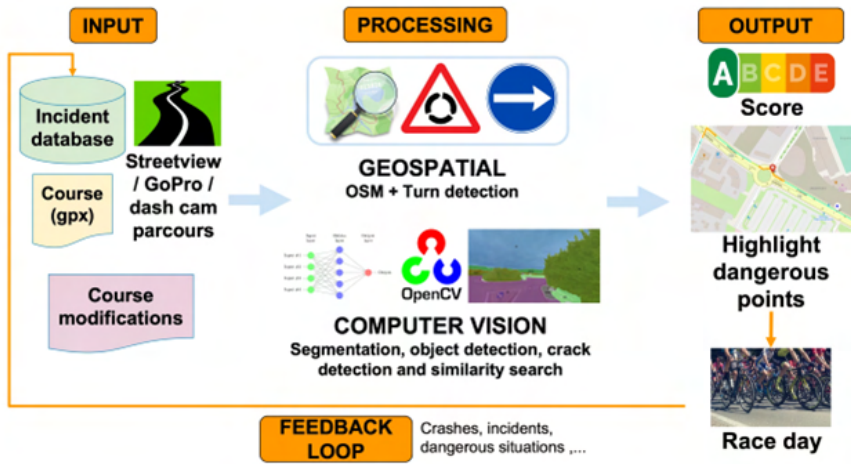 INPUT
PROCESSING
OUTPUT
Incident
database
Streetview
/ GoPro /
dash cam
parcours
Course
(gpx)
Course
modifications
GEOSPATIAL
OSM + Turn detection
OpenCV
COMPUTER VISION
Segmentation, object detection, crack
detection and similarity search
A B C D E
Score
Highlight
dangerous
points
Race day
FEEDBACK
LOOP
Crashes, incidents,
dangerous situations ,...